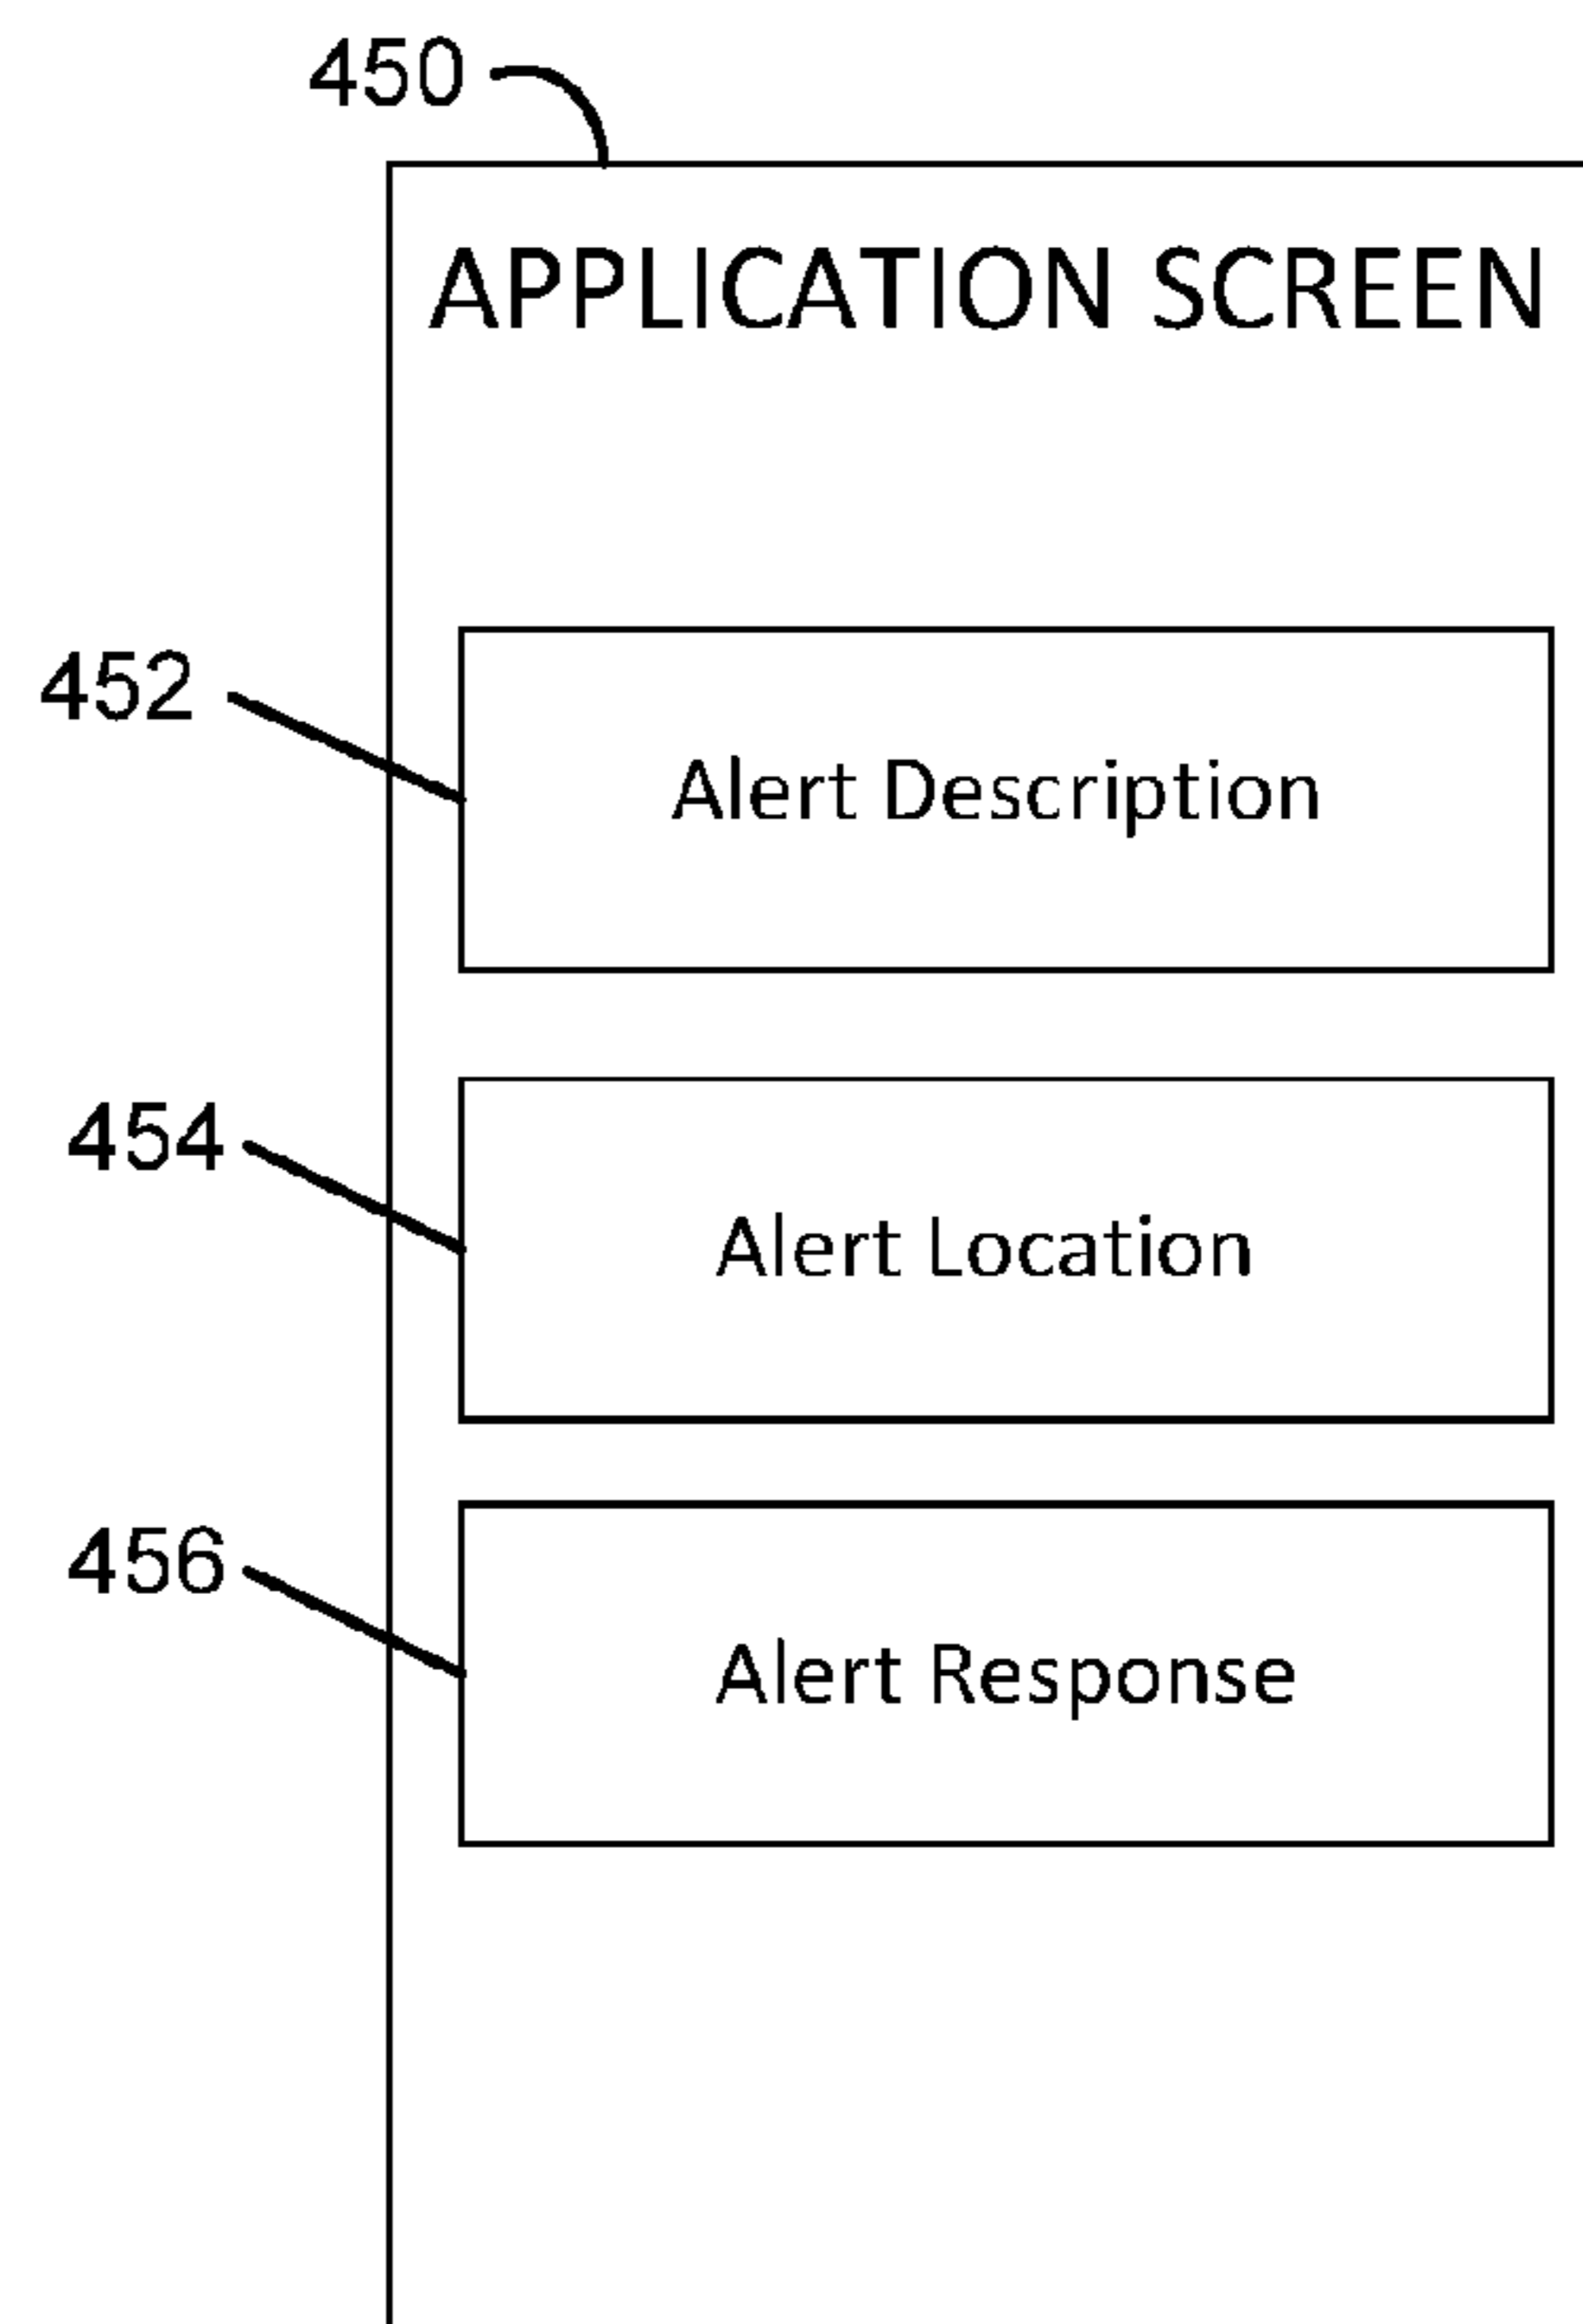 450
APPLICATION SCREEN
452
Alert Description
454
Alert Location
456
Alert Response